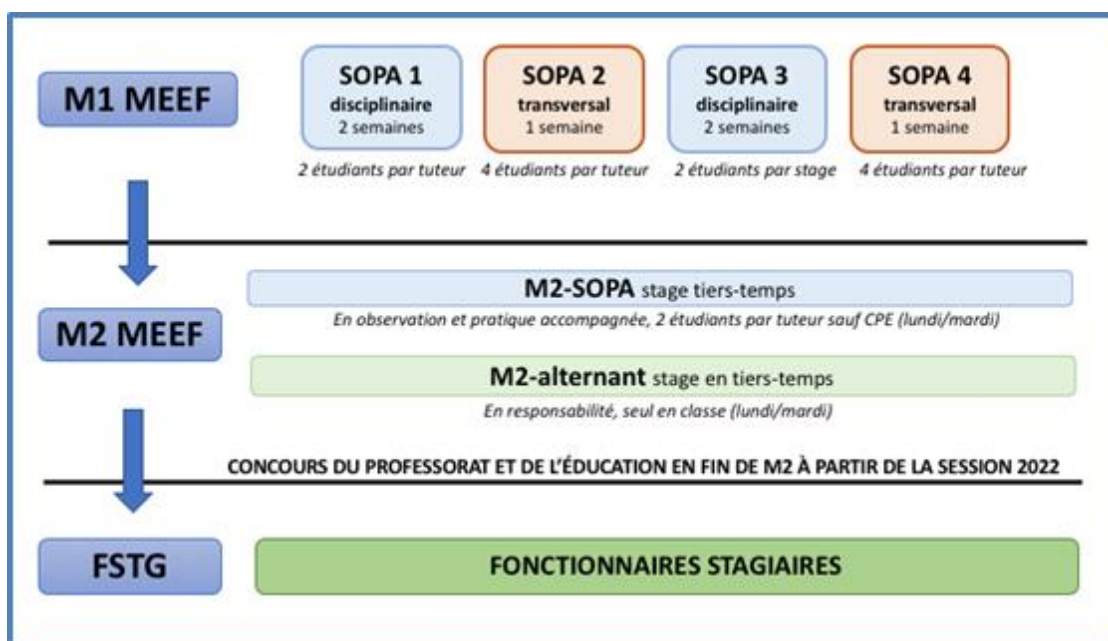 M1 MEEF
SOPA 1
disciplinaire
2 semaines
2 étudiants par tuteur
SOPA 2
transversal
1 semaine
4 étudiants par tuteur
SOPA 3
disciplinaire
2 semaines
2 étudiants par stage
SOPA 4
transversal
1 semaine
4 étudiants par tuteur
M2 MEEF
M2-SOPA stage tiers-temps
En observation et pratique accompagnée, 2 étudiants par tuteur sauf CPE (lundi/mardi)
M2-alternant stage en tiers-temps
En responsabilité, seul en classe (lundi/mardi)
CONCOURS DU PROFESSORAT ET DE L'ÉDUCATION EN FIN DE M2 À PARTIR DE LA SESSION 2022
FSTG
FONCTIONNAIRES STAGIAIRES